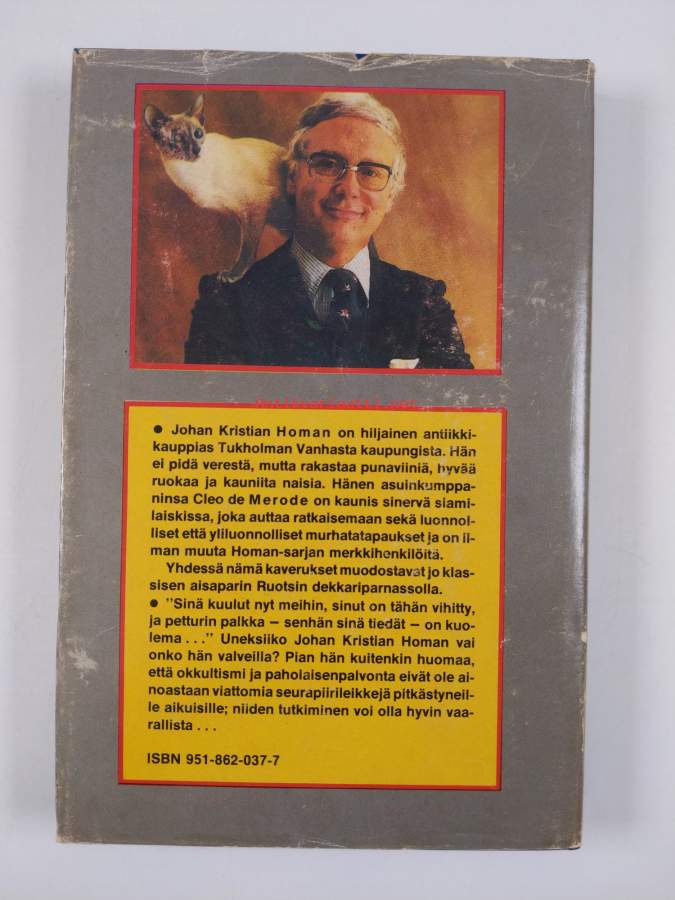 ● Johan Kristian Homan on hiljainen antiikki-
kauppias Tukholman Vanhasta kaupungista. Hän
ei pidä verestä, mutta rakastaa punaviiniä, hyvää
ruokaa ja kauniita naisia. Hänen asuinkumppa-
ninsa Cleo de Merode on kaunis sinervä siami-
laiskissa, joka auttaa ratkaisemaan sekä luonnol-
liset että yliluonnolliset murhatatapaukset ja on il-
man muuta Homan-sarjan merkkihenkilöitä.
Yhdessä nämä kaverukset muodostavat jo klas-
sisen aisaparin Ruotsin dekkariparnassolla.
● "Sinä kuulut nyt meihin, sinut on tähän vihitty,
ja petturin palkka – senhän sinä tiedät – on kuo-
lema . . ." Uneksiiko Johan Kristian Homan vai
onko hän valveilla? Pian hän kuitenkin huomaa,
että okkultismi ja paholaisenpalvonta eivät ole ai-
noastaan viattomia seurapiirileikkejä pitkästyneil-
le aikuisille; niiden tutkiminen voi olla hyvin vaa-
rallista . . .
ISBN 951-862-037-7